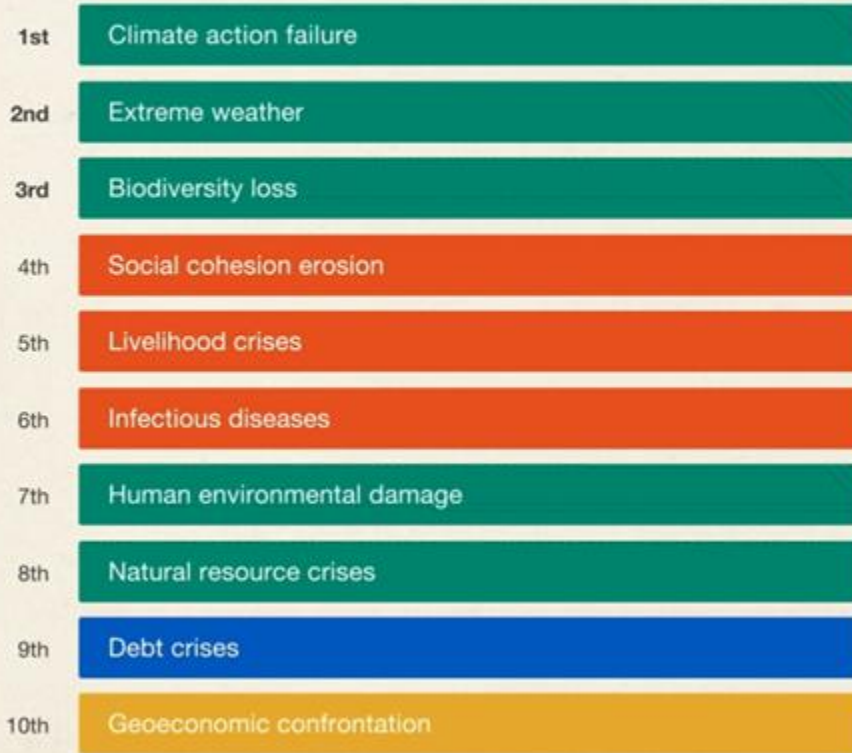 1st Climate action failure
2nd Extreme weather
3rd Biodiversity loss
4th Social cohesion erosion
5th Livelihood crises
6th Infectious diseases
7th Human environmental damage
8th Natural resource crises
9th Debt crises
10th Geoeconomic confrontation